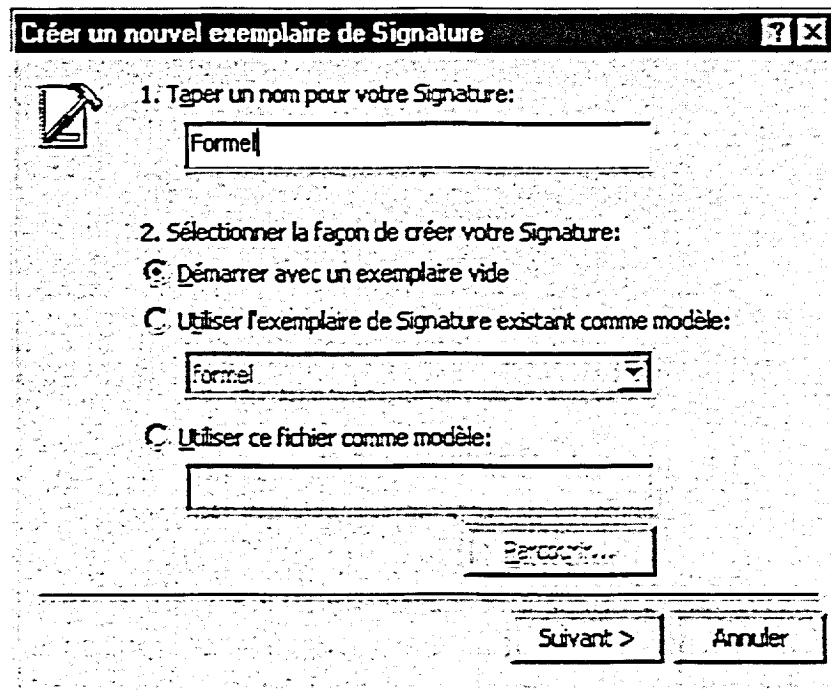 Créer un nouvel exemplaire de Signature
1. Taper un nom pour votre Signature:
Formel
2. Sélectionner la façon de créer votre Signature:
Démarrer avec un exemplaire vide
Utiliser l'exemplaire de Signature existant comme modèle:
Formel
Utiliser ce fichier comme modèle:
Parcourir...
Suivant >
Annuler